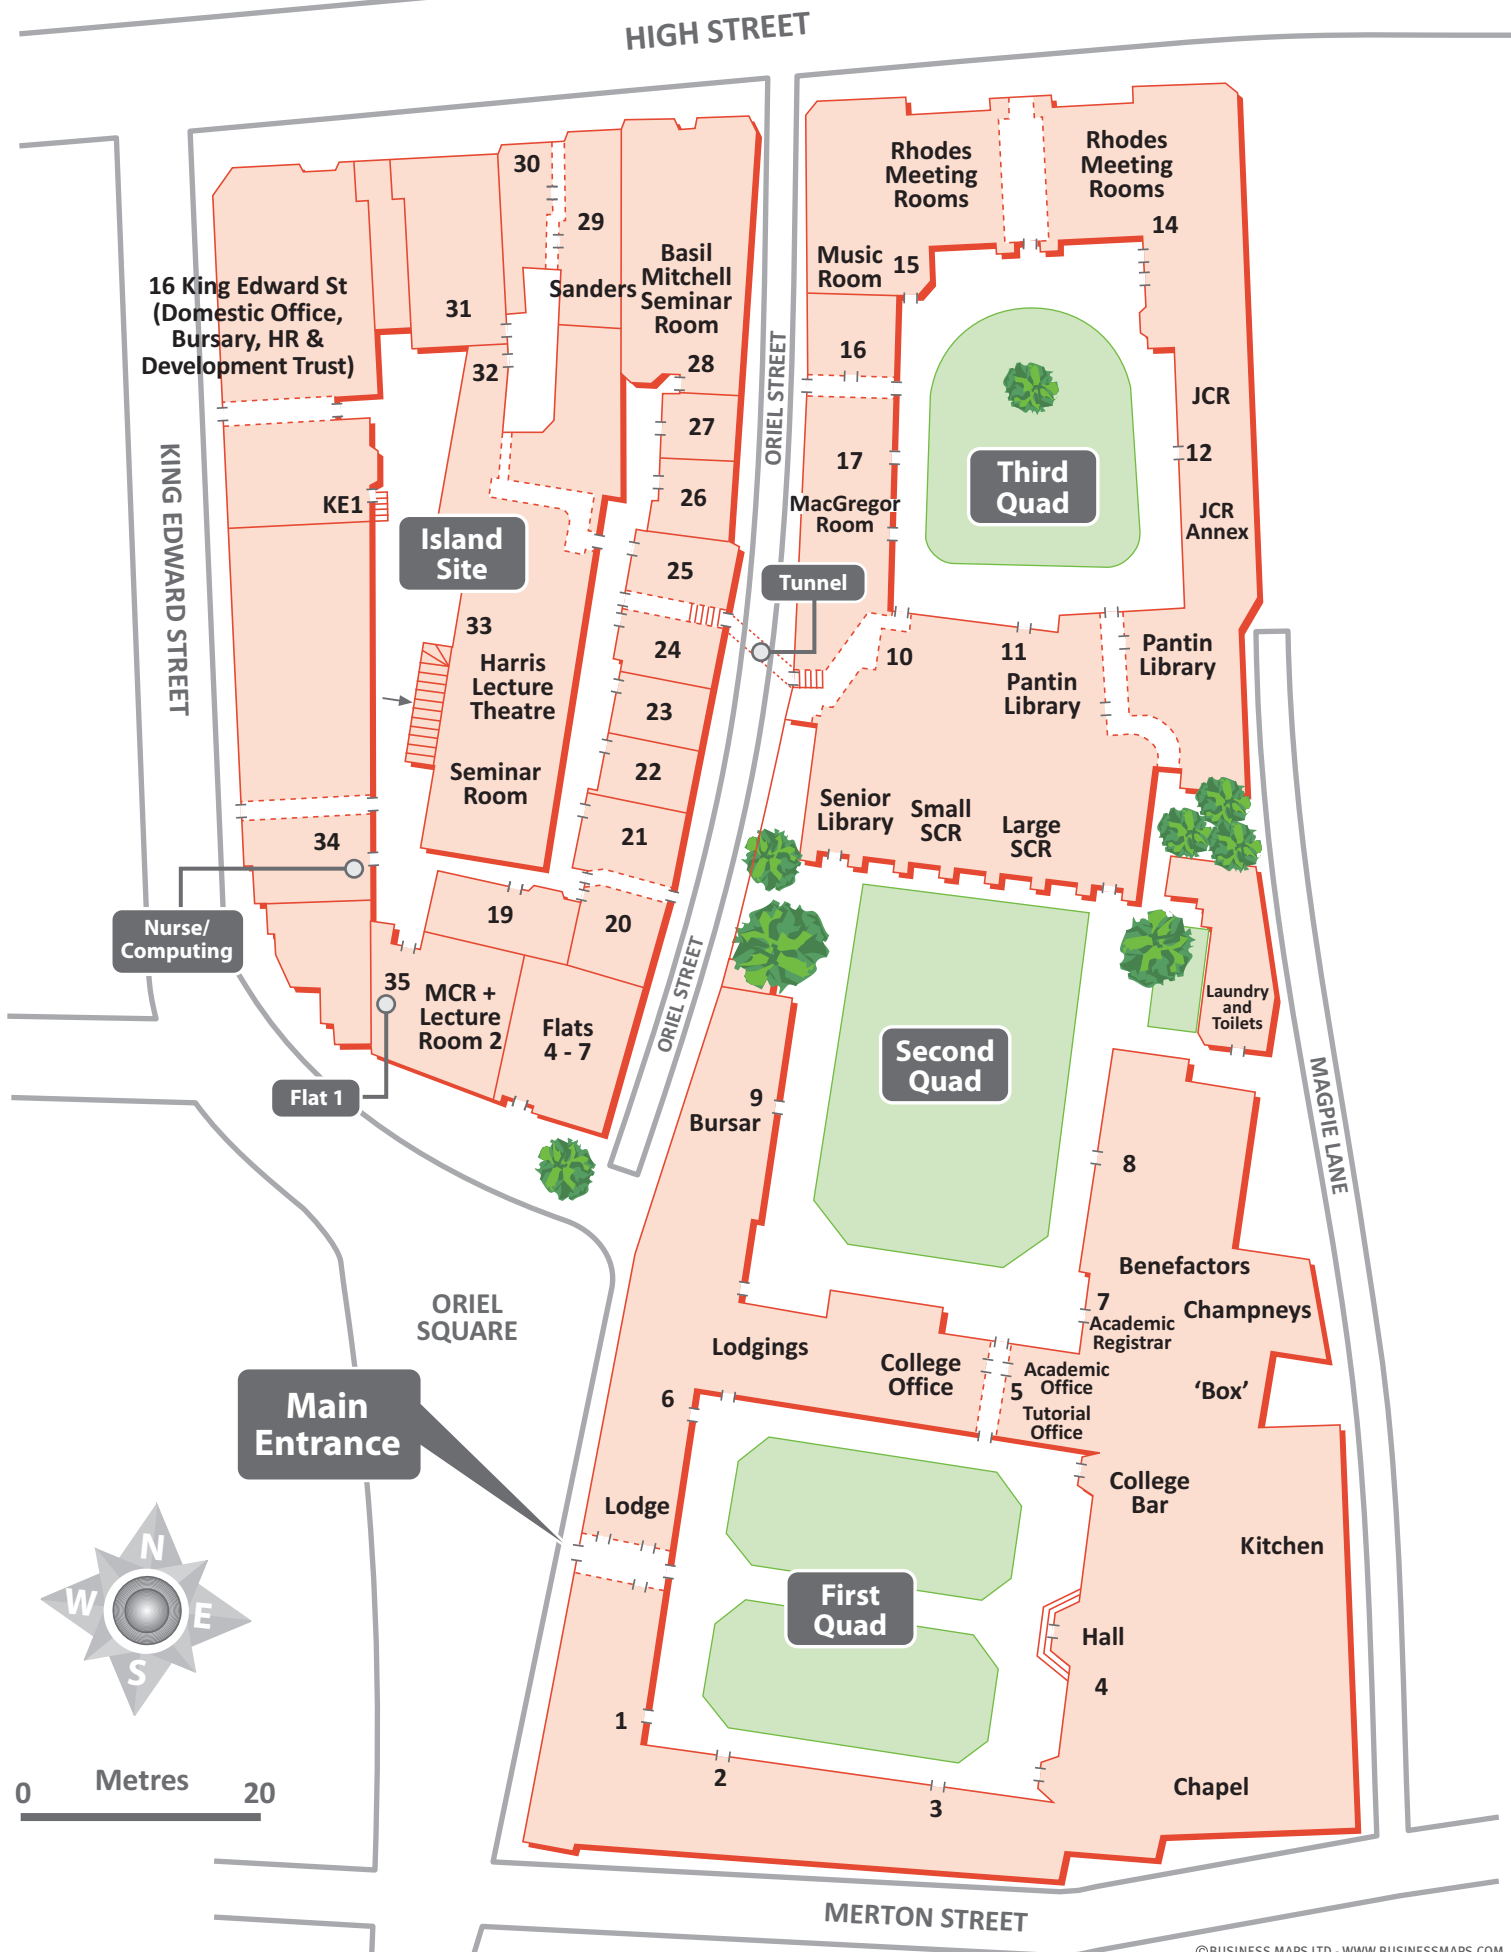 HIGH STREET
30
29
Rhodes
Meeting
Rooms
Rhodes
Meeting
Rooms
14
Basil
Mitchell
Seminar
Room
Sanders
Music
Room
15
16 King Edward St
(Domestic Office,
Bursary, HR &
Development Trust)
31
32
28
16
ORIEL STREET
JCR
27
17
12
KING EDWARD STREET
Third
Quad
KE1
26
MacGregor
Room
JCR
Annex
Island
Site
25
Tunnel
33
24
10
11
Pantin
Library
Harris
Lecture
Theatre
Pantin
Library
23
Seminar
Room
22
Senior
Library
Small
SCR
Large
SCR
34
21
Nurse/
Computing
19
20
35
MCR +
Lecture
Room 2
Flats
4 - 7
ORIEL STREET
Laundry
and
Toilets
Second
Quad
Flat 1
9
Bursar
MAGPIE LANE
8
Benefactors
ORIEL
SQUARE
7
Academic
Registrar
Champneys
Lodgings
College
Office
Academic
Office
5
Tutorial
Office
'Box'
6
Main
Entrance
College
Bar
Lodge
Kitchen
N
W
E
S
First
Quad
Hall
4
1
2
3
Chapel
Metres
0
20
MERTON STREET
©BUSINESS MAPS LTD - WWW.BUSINESSMAPS.COM